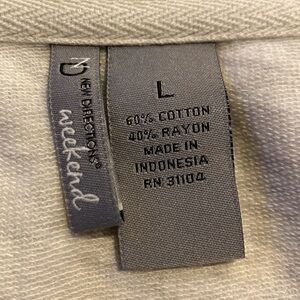 ND
NEW DIRECTIONS®
weekend
L
60% COTTON
40% RAYON
MADE IN
INDONESIA
RN 31104